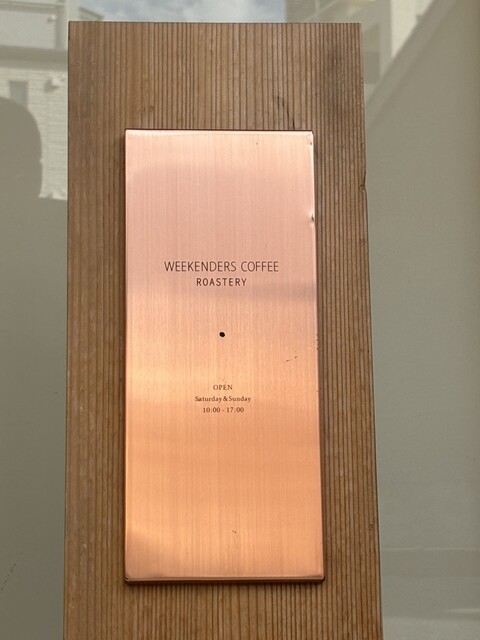 WEEKENDERS COFFEE
ROASTERY
OPEN
Saturday&Sunday
10:00 - 17:00